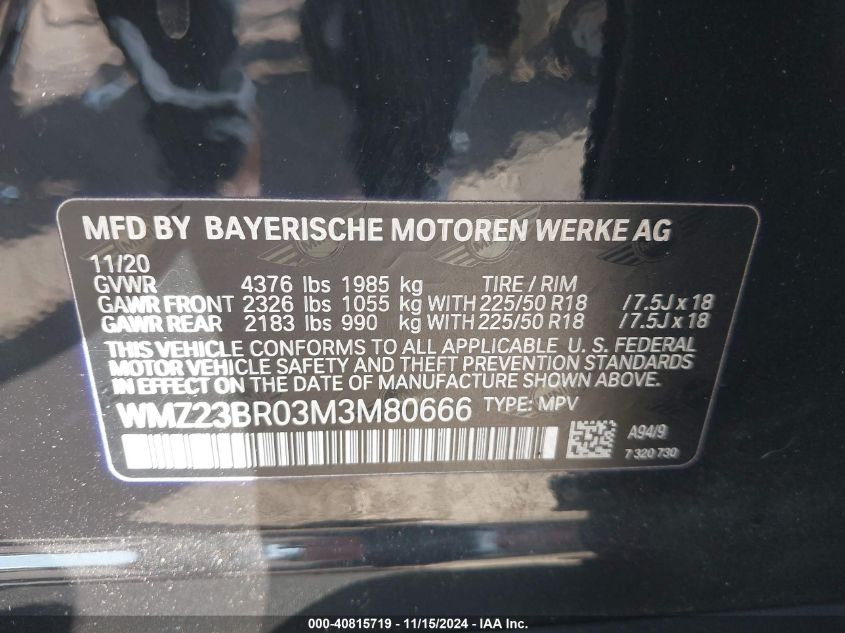 MFD BY BAYERISCHE MOTOREN WERKE AG
11/20
GVWR 4376 lbs 1985 kg TIRE / RIM
GAWR FRONT 2326 lbs 1055 kg WITH 225/50 R18 /7.5J x 18
GAWR REAR 2183 lbs 990 kg WITH 225/50 R18 /7.5J x 18
THIS VEHICLE CONFORMS TO ALL APPLICABLE U. S. FEDERAL
MOTOR VEHICLE SAFETY AND THEFT PREVENTION STANDARDS
IN EFFECT ON THE DATE OF MANUFACTURE SHOWN ABOVE.
WMZ23BR03M3M80666 TYPE: MPV
A94/9
7 320 730
000-40815719 - 11/15/2024 - IAA Inc.